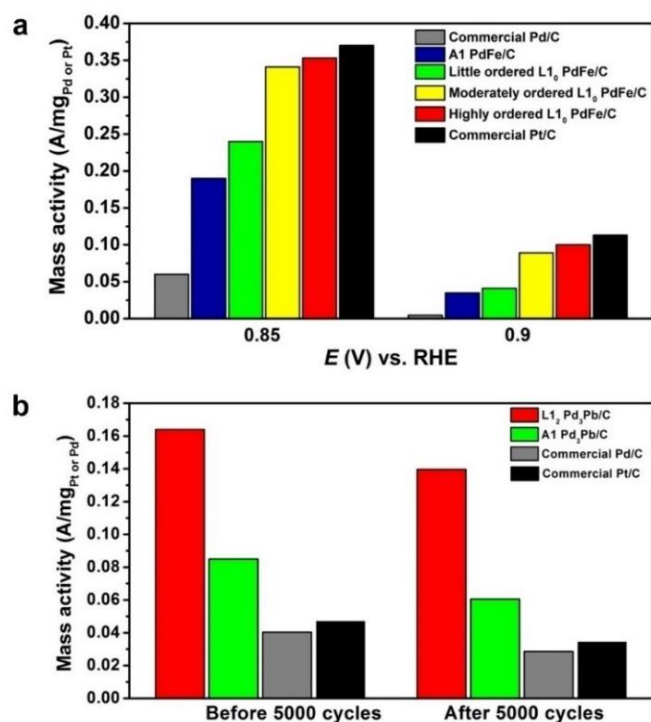 a
Mass activity (A/mgPd or Pt)
0.40
0.35
0.30
0.25
0.20
0.15
0.10
0.05
0.00
Commercial Pd/C
A1 PdFe/C
Little ordered L1₀ PdFe/C
Moderately ordered L1₀ PdFe/C
Highly ordered L1₀ PdFe/C
Commercial Pt/C
0.85
0.9
E (V) vs. RHE
b
Mass activity (A/mgPt or Pd)
0.18
0.16
0.14
0.12
0.10
0.08
0.06
0.04
0.02
0.00
L1₂ Pd₃Pb/C
A1 Pd₃Pb/C
Commercial Pd/C
Commercial Pt/C
Before 5000 cycles
After 5000 cycles